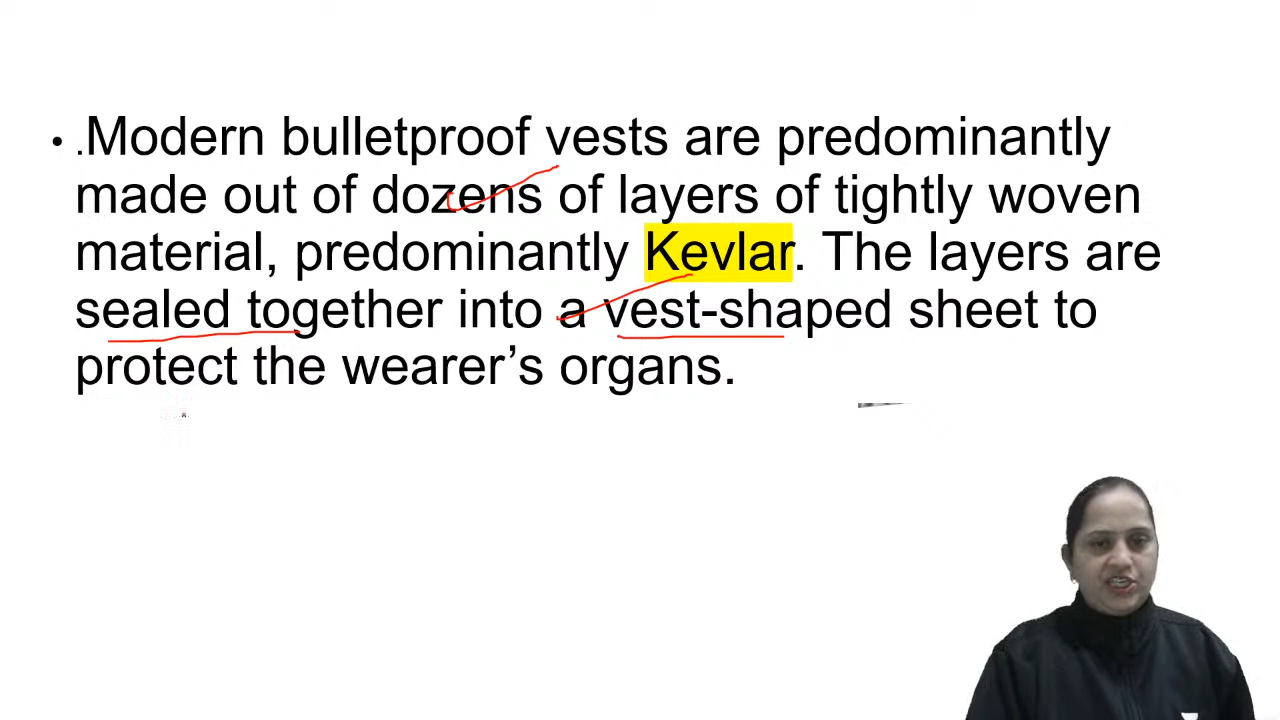 • .Modern bulletproof vests are predominantly
made out of dozens of layers of tightly woven
material, predominantly Kevlar. The layers are
sealed together into a vest-shaped sheet to
protect the wearer’s organs.